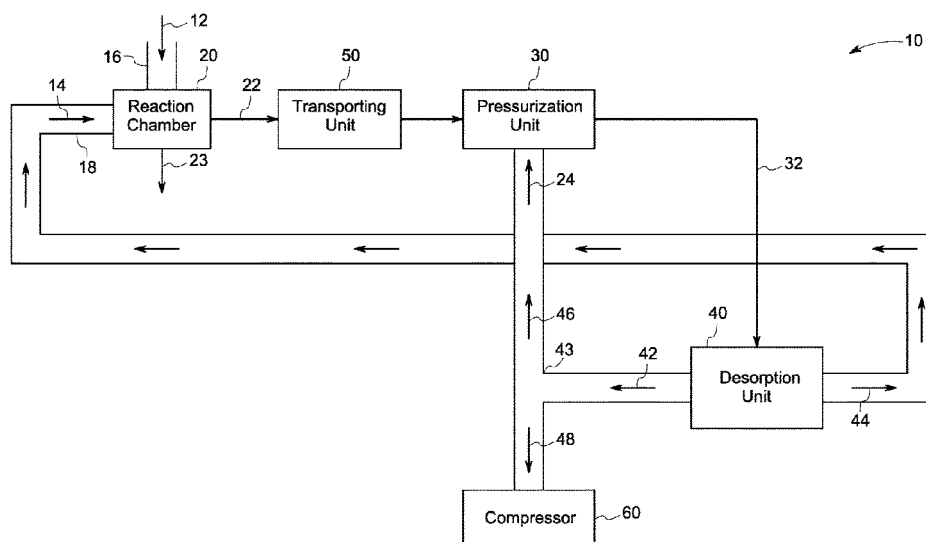 12
10
16
20
50
30
14
Reaction
Chamber
22
Transporting
Unit
Pressurization
Unit
18
23
24
32
46
40
43
42
Desorption
Unit
44
48
Compressor
60